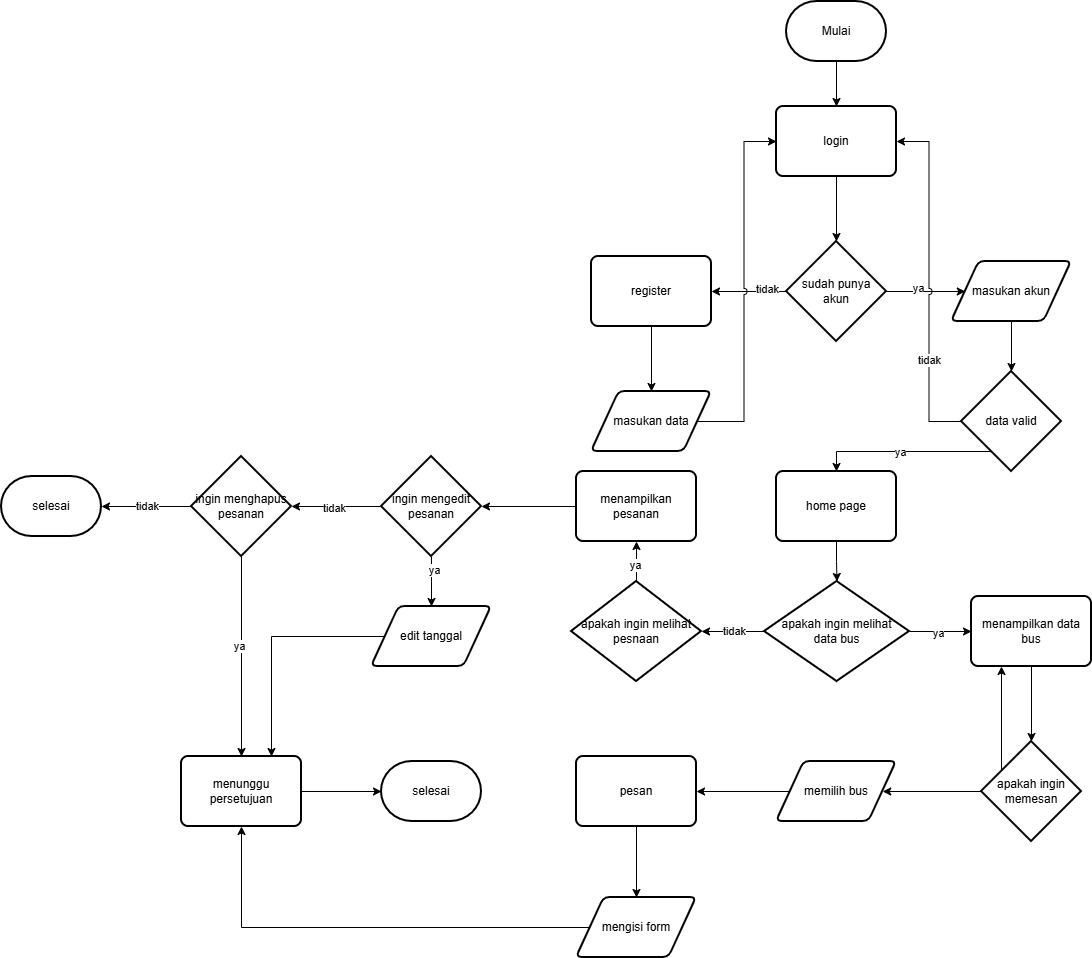 Mulai
login
sudah punya
akun
tidak
ya
register
masukan akun
masukan data
tidak
data valid
ya
home page
menampilkan
pesanan
ingin mengedit
pesanan
tidak
ingin menghapus
pesanan
tidak
selesai
ya
edit tanggal
ya
ya
apakah ingin melihat
pesnaan
tidak
apakah ingin melihat
data bus
ya
menampilkan data
bus
apakah ingin
memesan
memilih bus
pesan
mengisi form
menunggu
persetujuan
selesai